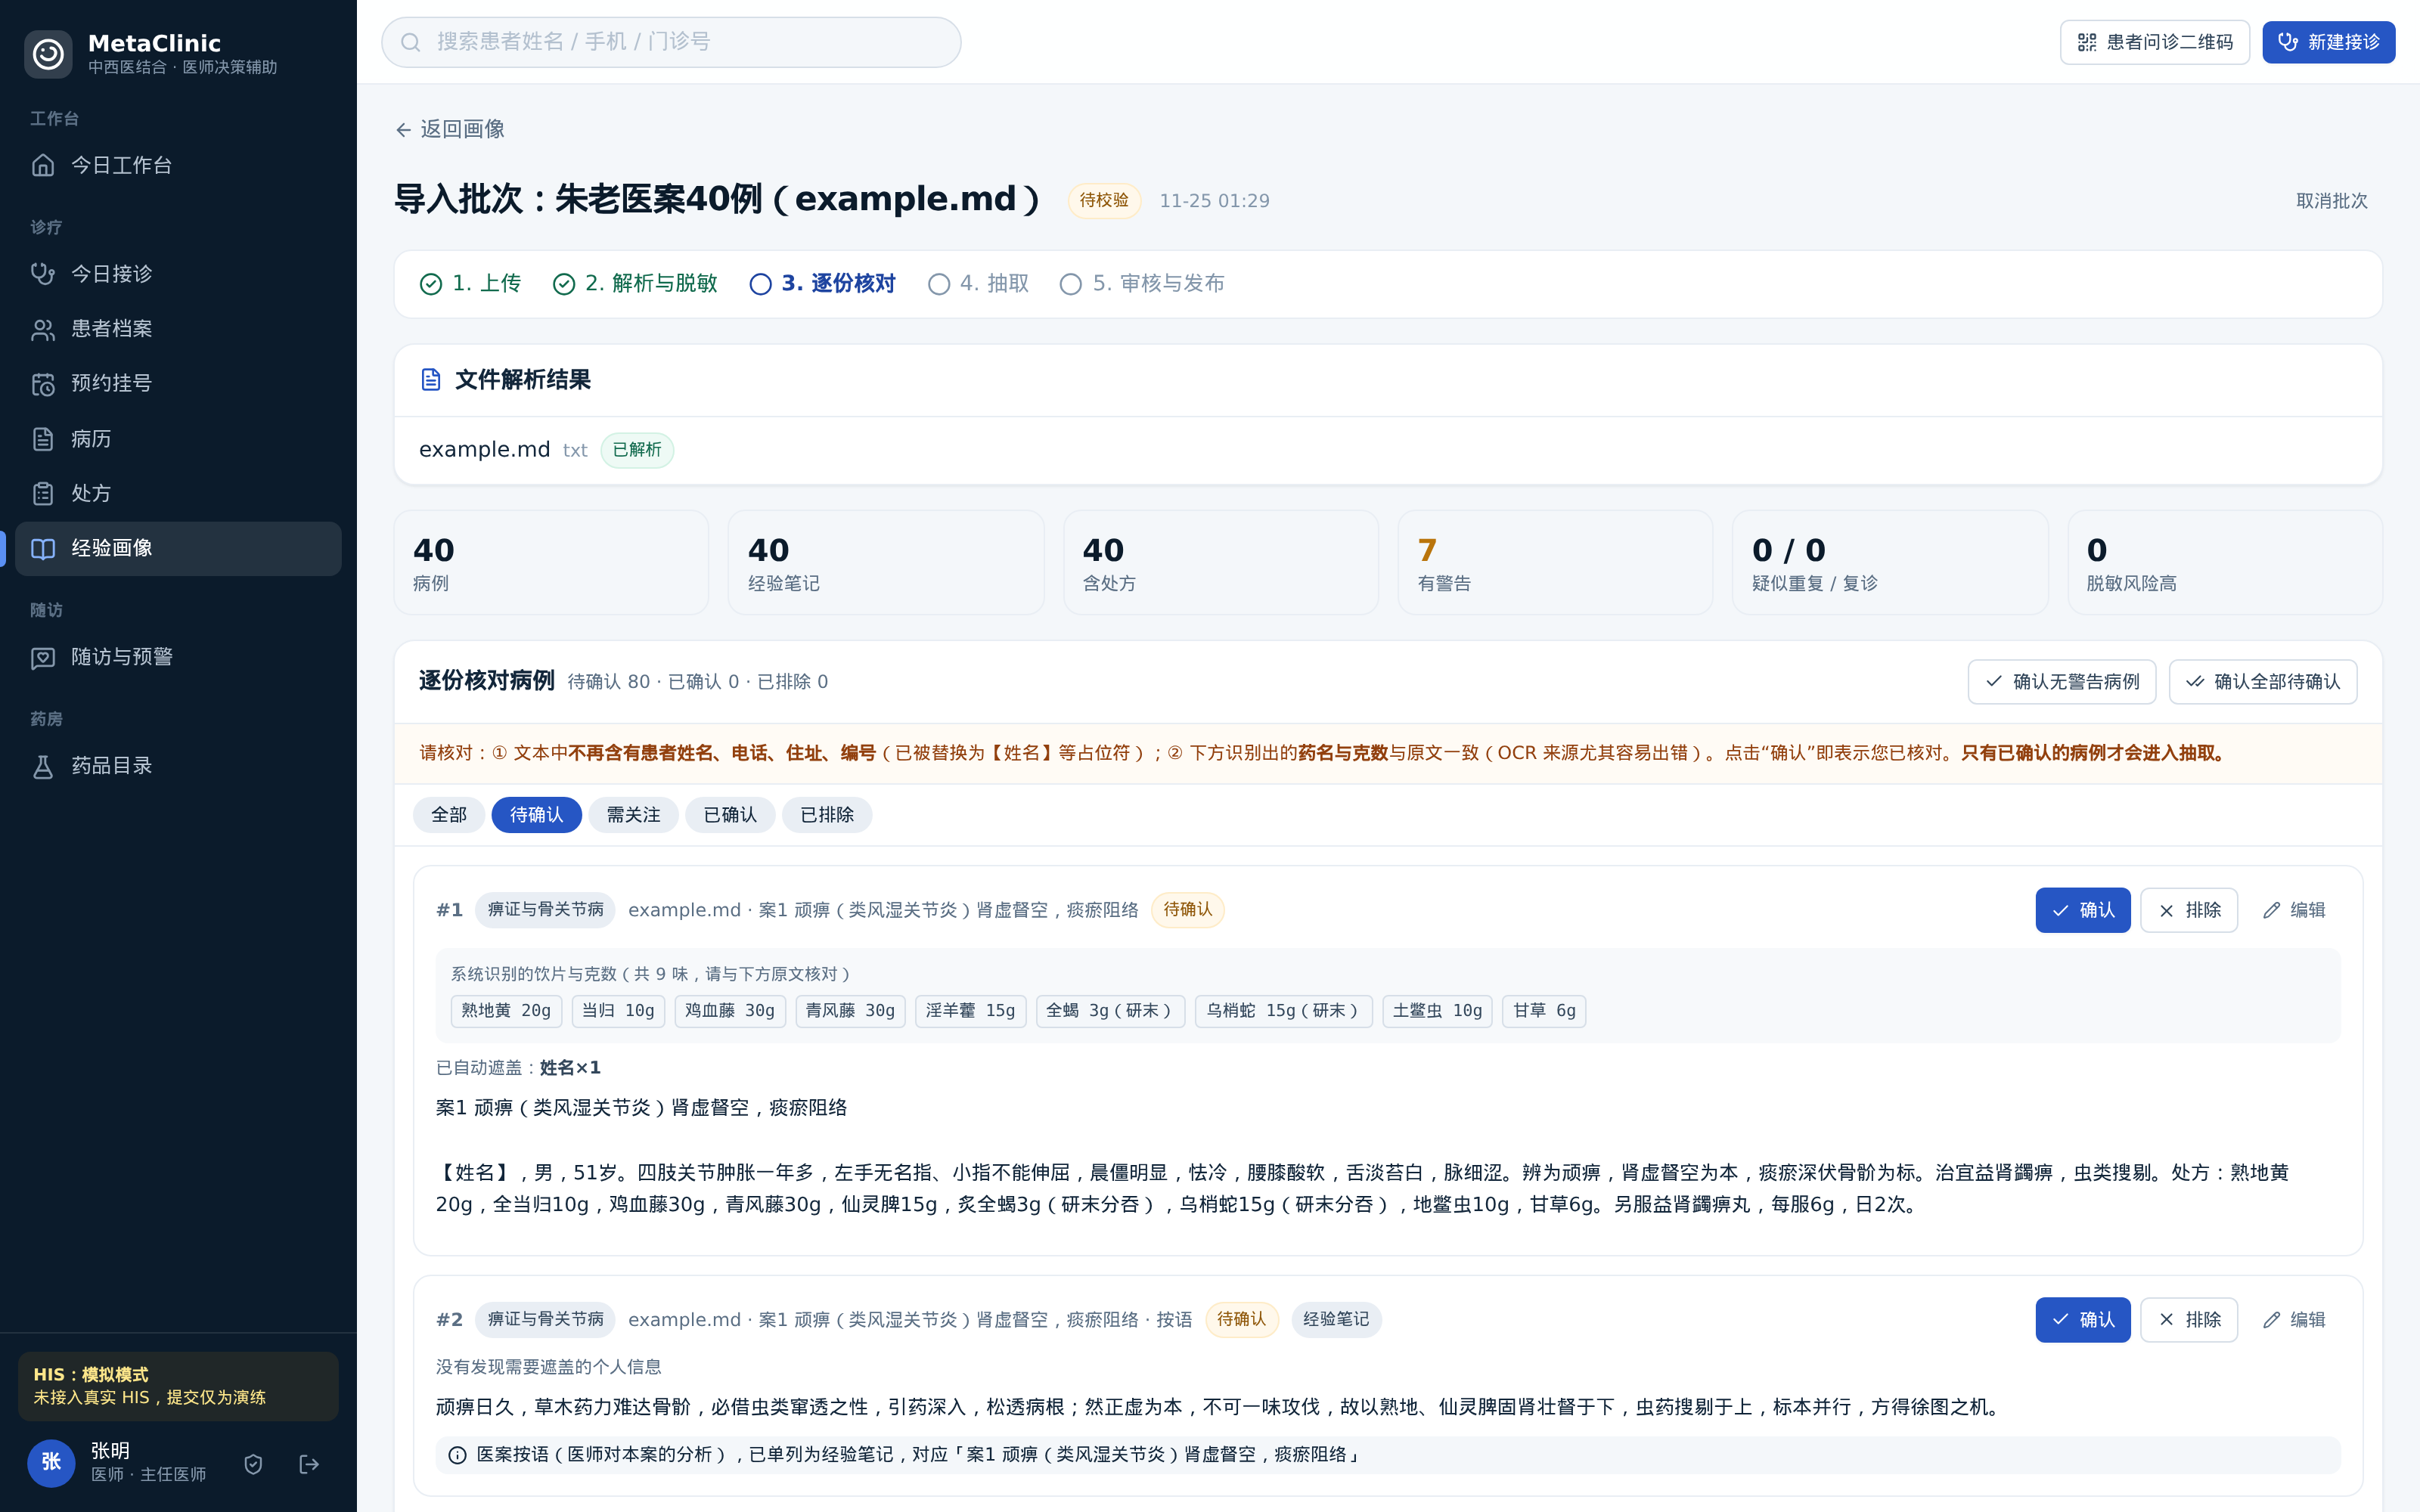 MetaClinic
中西医结合 · 医师决策辅助
工作台
今日工作台
诊疗
今日接诊
患者档案
预约挂号
病历
处方
经验画像
随访
随访与预警
药房
药品目录
HIS：模拟模式
未接入真实 HIS，提交仅为演练
张
张明
医师 · 主任医师
搜索患者姓名 / 手机 / 门诊号
患者问诊二维码
新建接诊
返回画像
导入批次：朱老医案40例（example.md）
待校验
11-25 01:29
取消批次
1. 上传
2. 解析与脱敏
3. 逐份核对
4. 抽取
5. 审核与发布
文件解析结果
example.md txt 已解析
40
病例
40
经验笔记
40
含处方
7
有警告
0 / 0
疑似重复 / 复诊
0
脱敏风险高
逐份核对病例 待确认 80 · 已确认 0 · 已排除 0
确认无警告病例
确认全部待确认
请核对：① 文本中不再含有患者姓名、电话、住址、编号（已被替换为【姓名】等占位符）；② 下方识别出的药名与克数与原文一致（OCR 来源尤其容易出错）。点击“确认”即表示您已核对。只有已确认的病例才会进入抽取。
全部 待确认 需关注 已确认 已排除
#1 痹证与骨关节病 example.md · 案1 顽痹（类风湿关节炎）肾虚督空，痰瘀阻络 待确认
确认 排除 编辑
系统识别的饮片与克数（共 9 味，请与下方原文核对）
熟地黄 20g 当归 10g 鸡血藤 30g 青风藤 30g 淫羊藿 15g 全蝎 3g（研末） 乌梢蛇 15g（研末） 土鳖虫 10g 甘草 6g
已自动遮盖：姓名×1
案1 顽痹（类风湿关节炎）肾虚督空，痰瘀阻络
【姓名】，男，51岁。四肢关节肿胀一年多，左手无名指、小指不能伸屈，晨僵明显，怯冷，腰膝酸软，舌淡苔白，脉细涩。辨为顽痹，肾虚督空为本，痰瘀深伏骨骱为标。治宜益肾蠲痹，虫类搜剔。处方：熟地黄
20g，全当归10g，鸡血藤30g，青风藤30g，仙灵脾15g，炙全蝎3g（研末分吞），乌梢蛇15g（研末分吞），地鳖虫10g，甘草6g。另服益肾蠲痹丸，每服6g，日2次。
#2 痹证与骨关节病 example.md · 案1 顽痹（类风湿关节炎）肾虚督空，痰瘀阻络 · 按语 待确认 经验笔记
确认 排除 编辑
没有发现需要遮盖的个人信息
顽痹日久，草木药力难达骨骱，必借虫类窜透之性，引药深入，松透病根；然正虚为本，不可一味攻伐，故以熟地、仙灵脾固肾壮督于下，虫药搜剔于上，标本并行，方得徐图之机。
医案按语（医师对本案的分析），已单列为经验笔记，对应「案1 顽痹（类风湿关节炎）肾虚督空，痰瘀阻络」